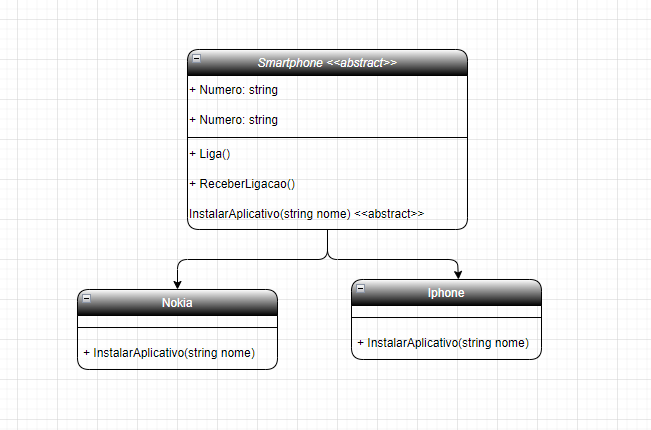 Smartphone <<abstract>>
+ Numero: string
+ Numero: string
+ Liga()
+ ReceberLigacao()
InstalarAplicativo(string nome) <<abstract>>
Nokia
+ InstalarAplicativo(string nome)
Iphone
+ InstalarAplicativo(string nome)